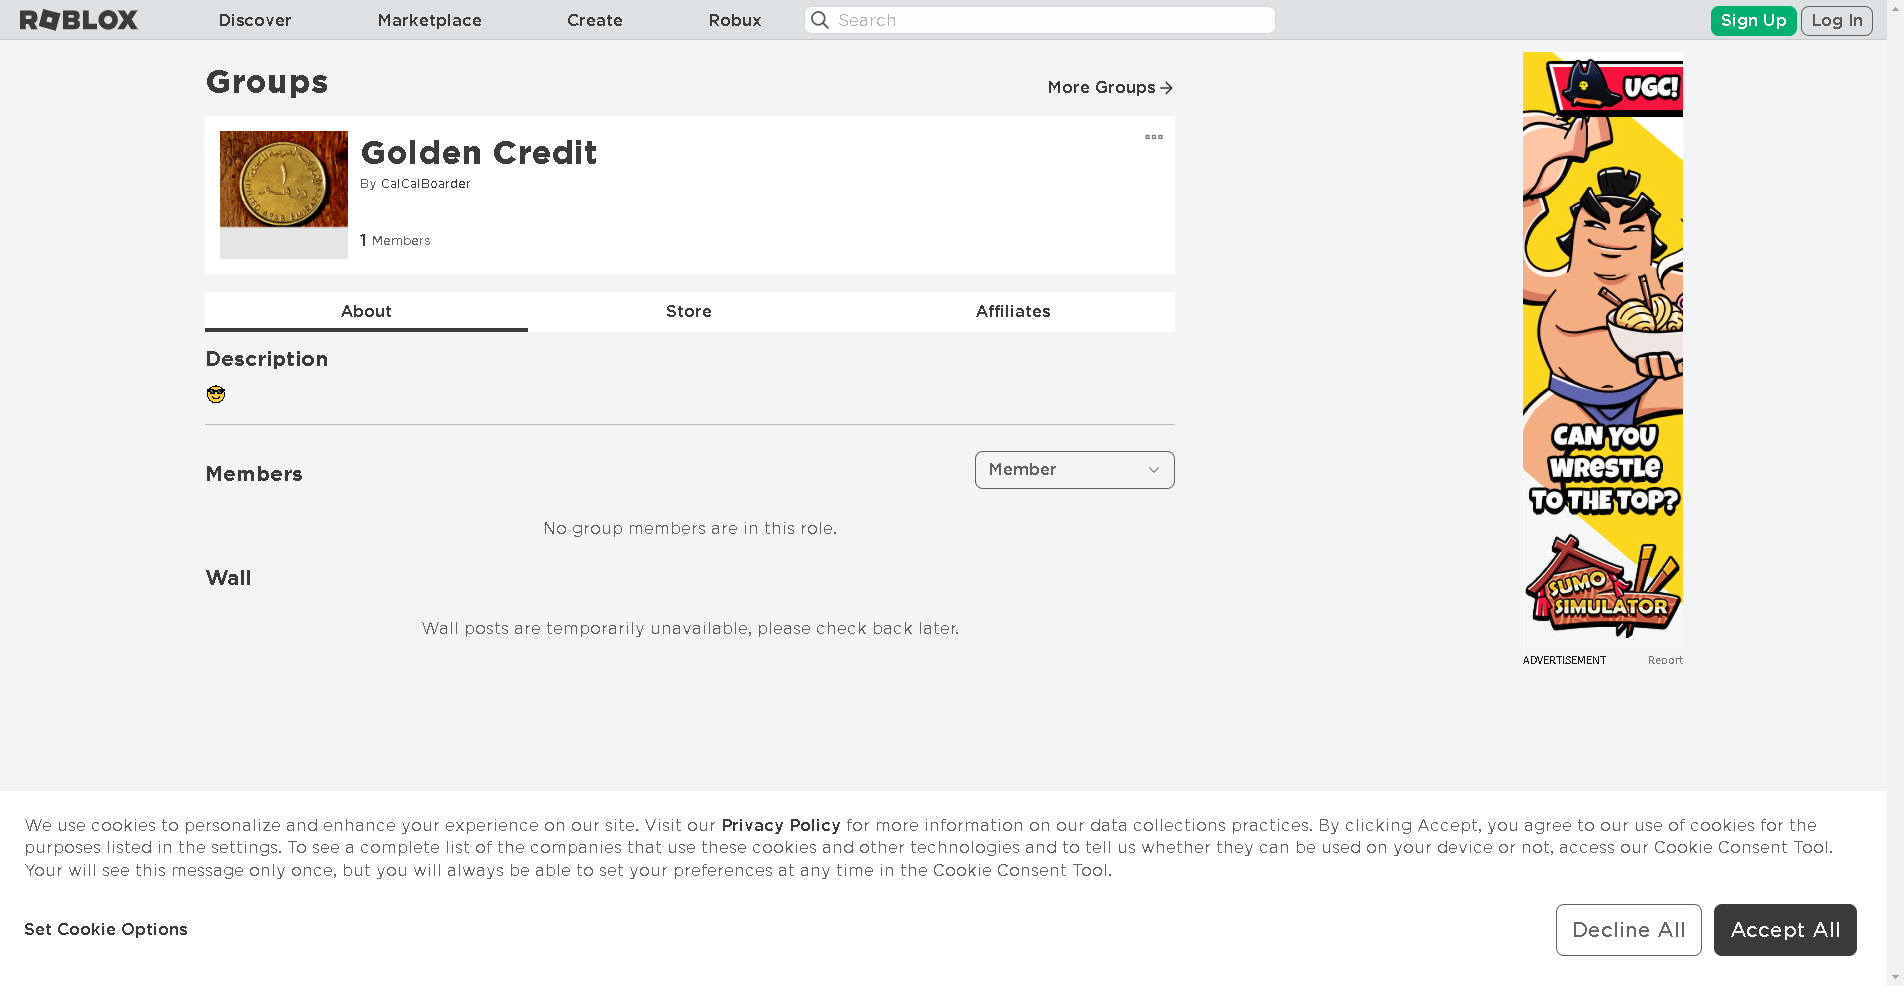 ROBLOX Discover Marketplace Create Robux Search Sign Up Log In
Groups
More Groups
Golden Credit
By CalCalBoarder
1 Members
About Store Affiliates
Description
Members
Member
No group members are in this role.
Wall
Wall posts are temporarily unavailable, please check back later.
UGC!
CAN YOU
WRESTLE
TO THE TOP?
SUMO
SIMULATOR
ADVERTISEMENT Report
We use cookies to personalize and enhance your experience on our site. Visit our Privacy Policy for more information on our data collections practices. By clicking Accept, you agree to our use of cookies for the
purposes listed in the settings. To see a complete list of the companies that use these cookies and other technologies and to tell us whether they can be used on your device or not, access our Cookie Consent Tool.
Your will see this message only once, but you will always be able to set your preferences at any time in the Cookie Consent Tool.
Set Cookie Options
Decline All Accept All